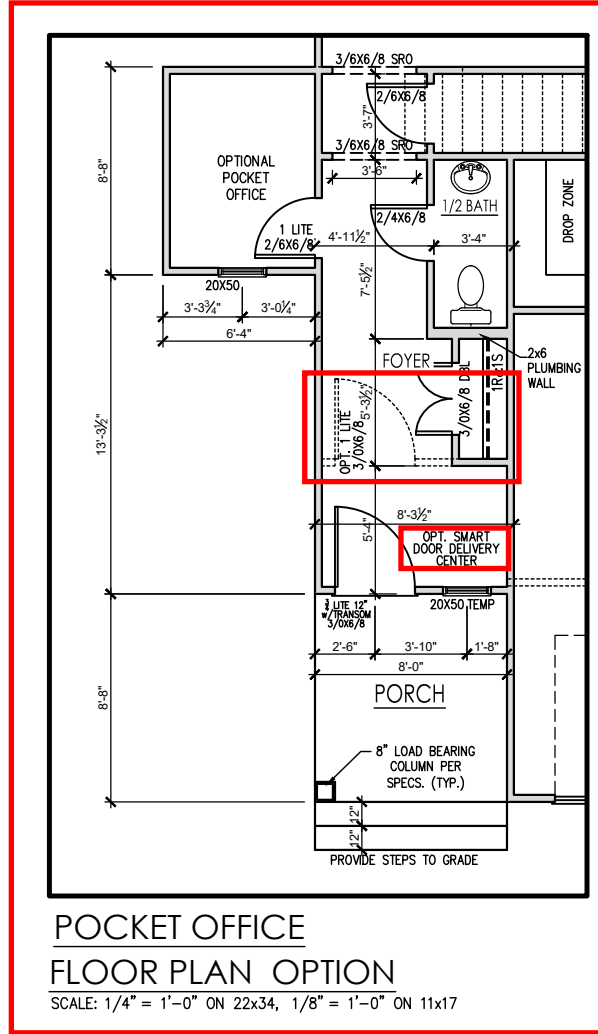 3/6X6/8 SRO
2/6X6/8
3'-7"
3/6X6/8 SRO
3'-6"
8'-8"
OPTIONAL
POCKET
OFFICE
1 LITE
2/6X6/8
4'-11½"
2/4X6/8
1/2 BATH
3'-4"
DROP ZONE
7'-5½"
20X50
3'-3¾"
3'-0¼"
6'-4"
FOYER
2x6
PLUMBING
WALL
3/0X6/8 DBL
1R&1S
5'-3½"
OPT. 1 LITE
3/0X6/8
13'-3½"
8'-3½"
5'-4"
OPT. SMART
DOOR DELIVERY
CENTER
¾ LITE 12"
w/TRANSOM
3/0X6/8
20X50 TEMP
2'-6"
3'-10"
1'-8"
8'-0"
PORCH
8'-8"
8" LOAD BEARING
COLUMN PER
SPECS. (TYP.)
12"
12"
PROVIDE STEPS TO GRADE
POCKET OFFICE
FLOOR PLAN OPTION
SCALE: 1/4" = 1'-0" ON 22x34, 1/8" = 1'-0" ON 11x17